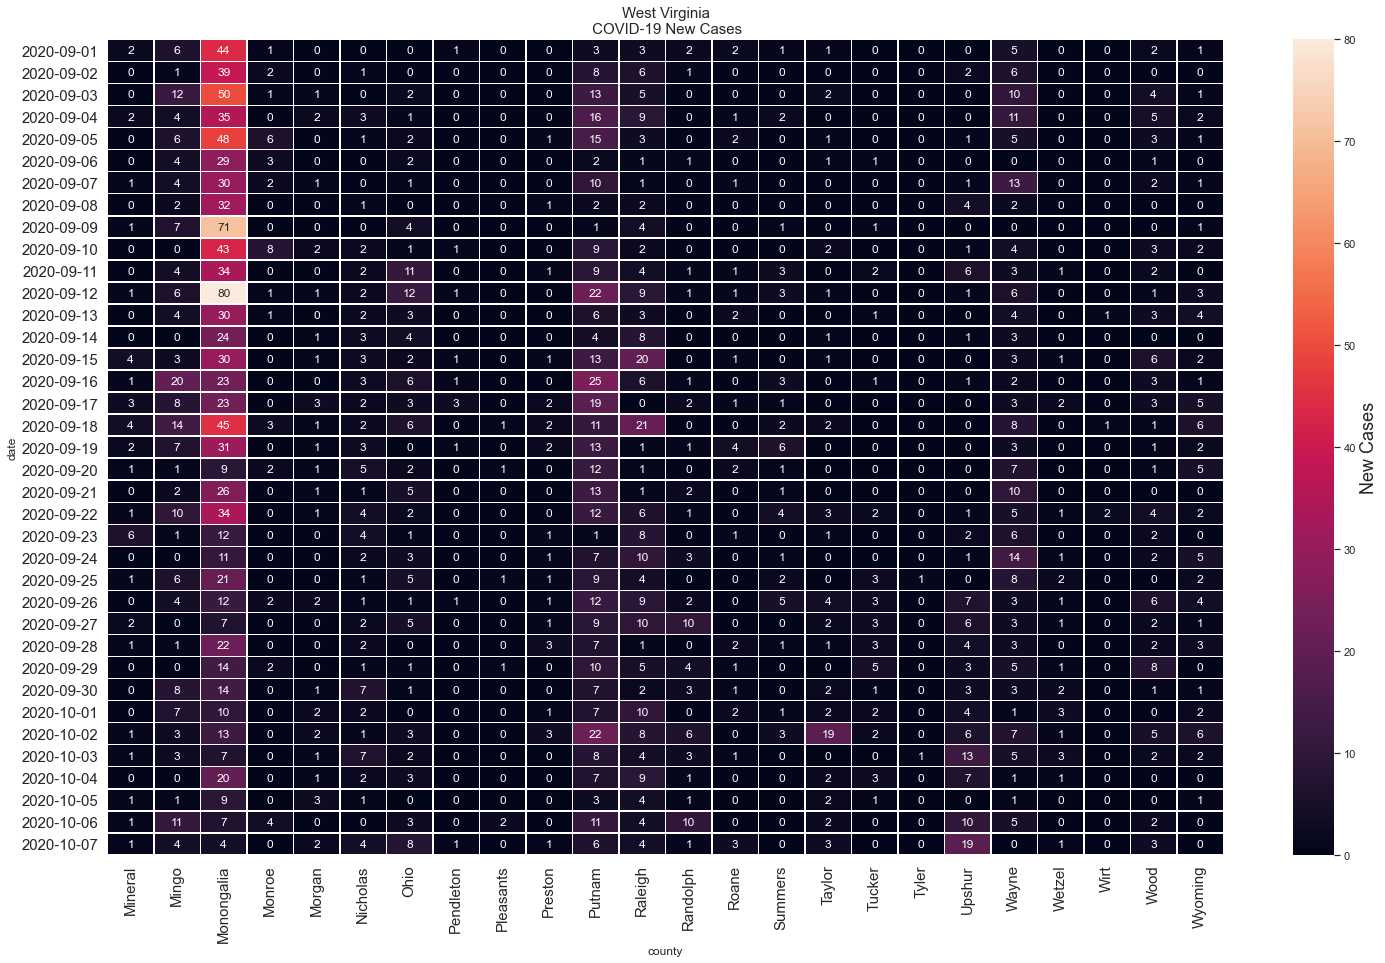 West Virginia
COVID-19 New Cases
2020-09-01 2 6 44 1 0 0 0 1 0 0 3 3 2 2 1 1 0 0 0 5 0 0 2 1
2020-09-02 0 1 39 2 0 1 0 0 0 0 8 6 1 0 0 0 0 0 2 6 0 0 0 0
2020-09-03 0 12 50 1 1 0 2 0 0 0 13 5 0 0 0 2 0 0 0 10 0 0 4 1
2020-09-04 2 4 35 0 2 3 1 0 0 0 16 9 0 1 2 0 0 0 0 11 0 0 5 2
2020-09-05 0 6 48 6 0 1 2 0 0 1 15 3 0 2 0 1 0 0 1 5 0 0 3 1
2020-09-06 0 4 29 3 0 0 2 0 0 0 2 1 1 0 0 1 1 0 0 0 0 0 1 0
2020-09-07 1 4 30 2 1 0 1 0 0 0 10 1 0 1 0 0 0 0 1 13 0 0 2 1
2020-09-08 0 2 32 0 0 1 0 0 0 1 2 2 0 0 0 0 0 0 4 2 0 0 0 0
2020-09-09 1 7 71 0 0 0 4 0 0 0 1 4 0 0 1 0 1 0 0 0 0 0 0 1
2020-09-10 0 0 43 8 2 2 1 1 0 0 9 2 0 0 0 2 0 0 1 4 0 0 3 2
2020-09-11 0 4 34 0 0 2 11 0 0 1 9 4 1 1 3 0 2 0 6 3 1 0 2 0
2020-09-12 1 6 80 1 1 2 12 1 0 0 22 9 1 1 3 1 0 0 1 6 0 0 1 3
2020-09-13 0 4 30 1 0 2 3 0 0 0 6 3 0 2 0 0 1 0 0 4 0 1 3 4
2020-09-14 0 0 24 0 1 3 4 0 0 0 4 8 0 0 0 1 0 0 1 3 0 0 0 0
2020-09-15 4 3 30 0 1 3 2 1 0 1 13 20 0 1 0 1 0 0 0 3 1 0 6 2
2020-09-16 1 20 23 0 0 3 6 1 0 0 25 6 1 0 3 0 1 0 1 2 0 0 3 1
2020-09-17 3 8 23 0 3 2 3 3 0 2 19 0 2 1 1 0 0 0 0 3 2 0 3 5
2020-09-18 4 14 45 3 1 2 6 0 1 2 11 21 0 0 2 2 0 0 0 8 0 1 1 6
2020-09-19 2 7 31 0 1 3 0 1 0 2 13 1 1 4 6 0 0 0 0 3 0 0 1 2
2020-09-20 1 1 9 2 1 5 2 0 1 0 12 1 0 2 1 0 0 0 0 7 0 0 1 5
2020-09-21 0 2 26 0 1 1 5 0 0 0 13 1 2 0 1 0 0 0 0 10 0 0 0 0
2020-09-22 1 10 34 0 1 4 2 0 0 0 12 6 1 0 4 3 2 0 1 5 1 2 4 2
2020-09-23 6 1 12 0 0 4 1 0 0 1 1 8 0 1 0 1 0 0 2 6 0 0 2 0
2020-09-24 0 0 11 0 0 2 3 0 0 1 7 10 3 0 1 0 0 0 1 14 1 0 2 5
2020-09-25 1 6 21 0 0 1 5 0 1 1 9 4 0 0 2 0 3 1 0 8 2 0 0 2
2020-09-26 0 4 12 2 2 1 1 1 0 1 12 9 2 0 5 4 3 0 7 3 1 0 6 4
2020-09-27 2 0 7 0 0 2 5 0 0 1 9 10 10 0 0 2 3 0 6 3 1 0 2 1
2020-09-28 1 1 22 0 0 2 0 0 0 3 7 1 0 2 1 1 3 0 4 3 0 0 2 3
2020-09-29 0 0 14 2 0 1 1 0 1 0 10 5 4 1 0 0 5 0 3 5 1 0 8 0
2020-09-30 0 8 14 0 1 7 1 0 0 0 7 2 3 1 0 2 1 0 3 3 2 0 1 1
2020-10-01 0 7 10 0 2 2 0 0 0 1 7 10 0 2 1 2 2 0 4 1 3 0 0 2
2020-10-02 1 3 13 0 2 1 3 0 0 3 22 8 6 0 3 19 2 0 6 7 1 0 5 6
2020-10-03 1 3 7 0 1 7 2 0 0 0 8 4 3 1 0 0 0 1 13 5 3 0 2 2
2020-10-04 0 0 20 0 1 2 3 0 0 0 7 9 1 0 0 2 3 0 7 1 1 0 0 0
2020-10-05 1 1 9 0 3 1 0 0 0 0 3 4 1 0 0 2 1 0 0 1 0 0 0 1
2020-10-06 1 11 7 4 0 0 3 0 2 0 11 4 10 0 0 2 0 0 10 5 0 0 2 0
2020-10-07 1 4 4 0 2 4 8 1 0 1 6 4 1 3 0 3 0 0 19 0 1 0 3 0
date
Mineral Mingo Monongalia Monroe Morgan Nicholas Ohio Pendleton Pleasants Preston Putnam Raleigh Randolph Roane Summers Taylor Tucker Tyler Upshur Wayne Wetzel Wirt Wood Wyoming
county
80
70
60
50
40
30
20
10
0
New Cases